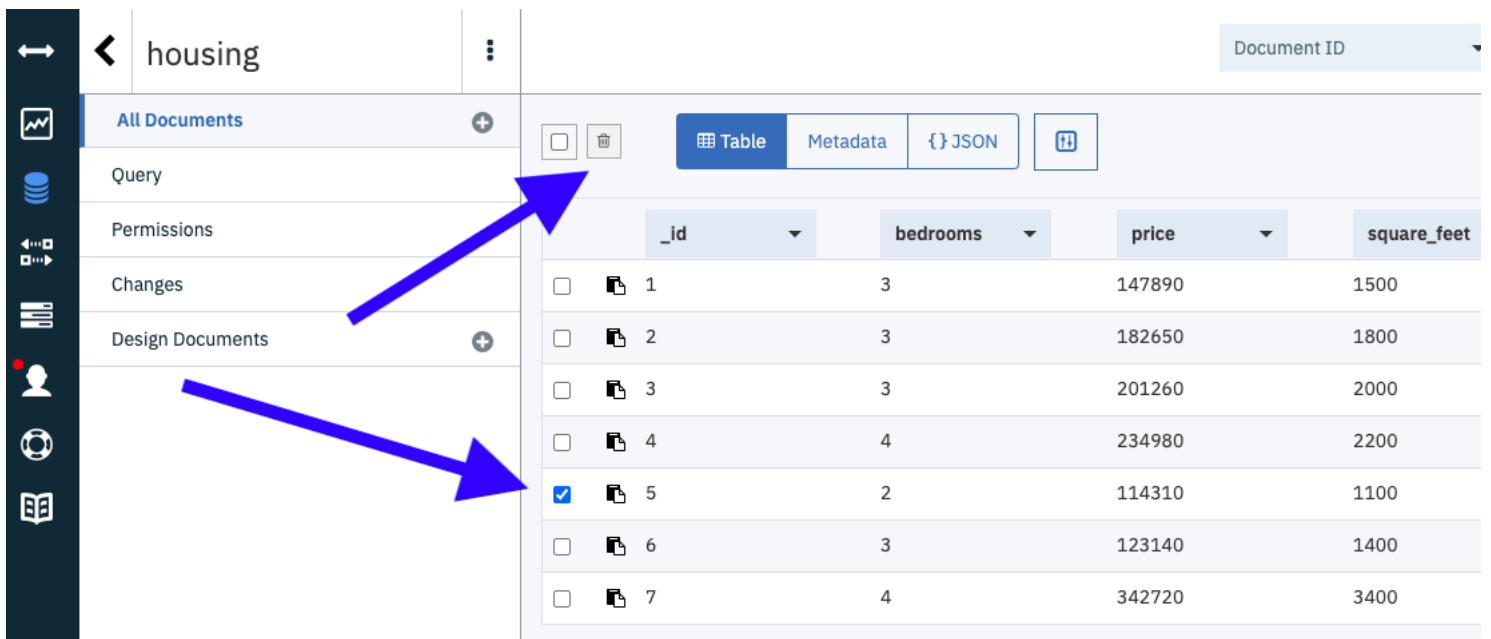 housing
Document ID
All Documents
Query
Permissions
Changes
Design Documents
Table Metadata {} JSON
_id bedrooms price square_feet
1 3 147890 1500
2 3 182650 1800
3 3 201260 2000
4 4 234980 2200
5 2 114310 1100
6 3 123140 1400
7 4 342720 3400